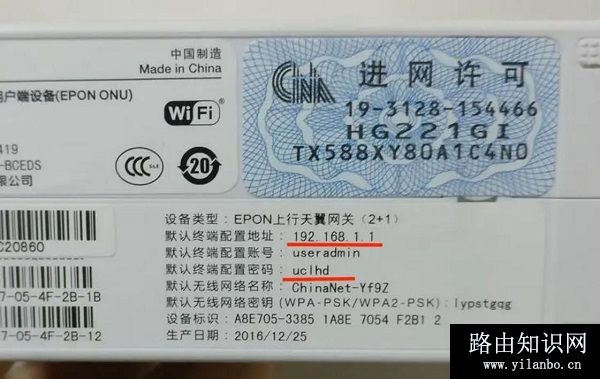 中国制造
Made in China
户端设备(EPON ONU)
WiFi
419
-BCEDS
有限公司
CCC
20
CNA 进网许可
19-3128-154466
HG221GI
TX588XY80A1C4N0
设备类型: EPON上行天翼网关 (2+1)
默认终端配置地址: 192.168.1.1
默认终端配置账号: useradmin
默认终端配置密码: uclhd
默认无线网络名称: ChinaNet-Yf9Z
默认无线网络密钥 (WPA-PSK/WPA2-PSK): lypstgqg
设备标识: A8E705-3385 1A8E 7054 F2B1 2
生产日期: 2016/12/25
C20860
7-05-4F-2B-1B
7-05-4F-2B-12
路由知识网
www.yilanbo.cn